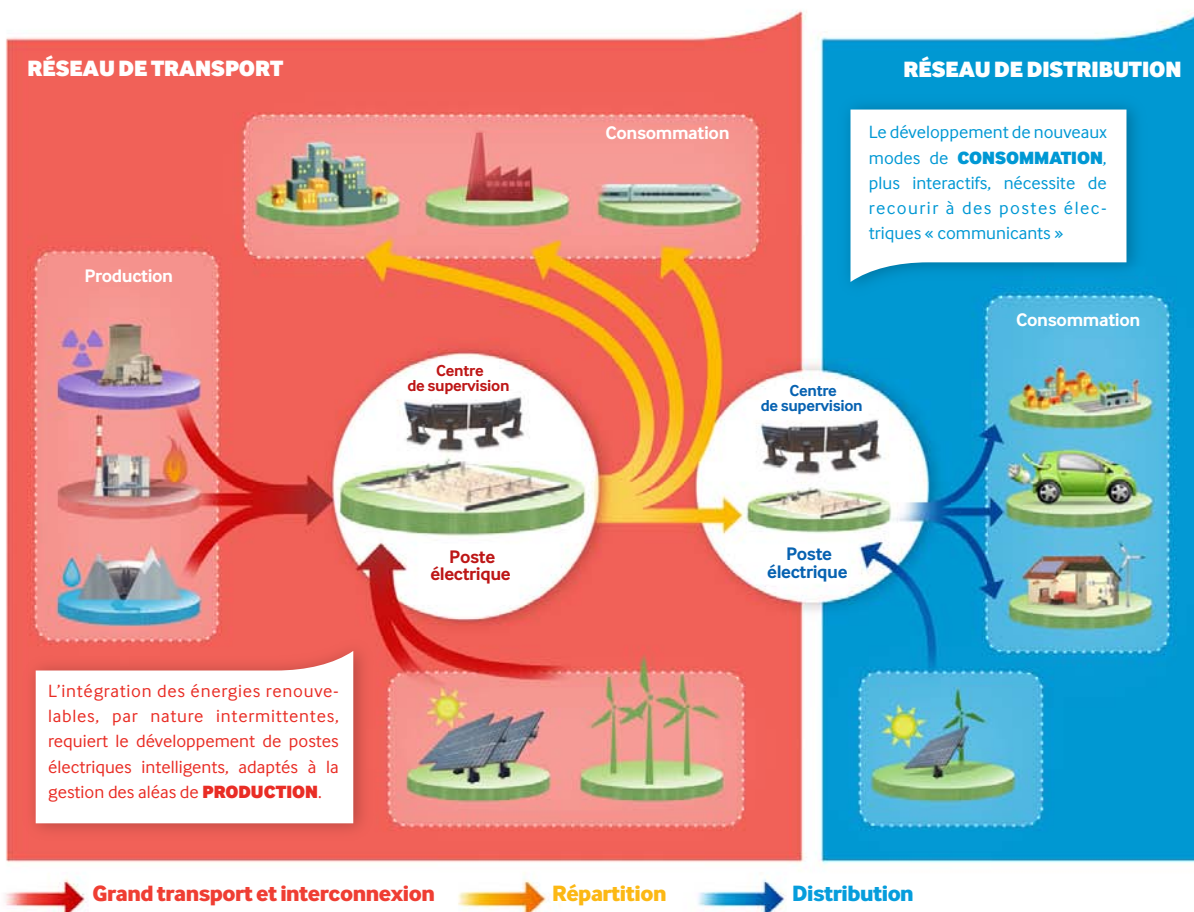 RÉSEAU DE TRANSPORT
Consommation
Production
Centre
de supervision
Poste
électrique
L'intégration des énergies renouve-
lables, par nature intermittentes,
requiert le développement de postes
électriques intelligents, adaptés à la
gestion des aléas de PRODUCTION.
RÉSEAU DE DISTRIBUTION
Le développement de nouveaux
modes de CONSOMMATION,
plus interactifs, nécessite de
recourir à des postes élec-
triques « communicants »
Consommation
Centre
de supervision
Poste
électrique
Grand transport et interconnexion
Répartition
Distribution